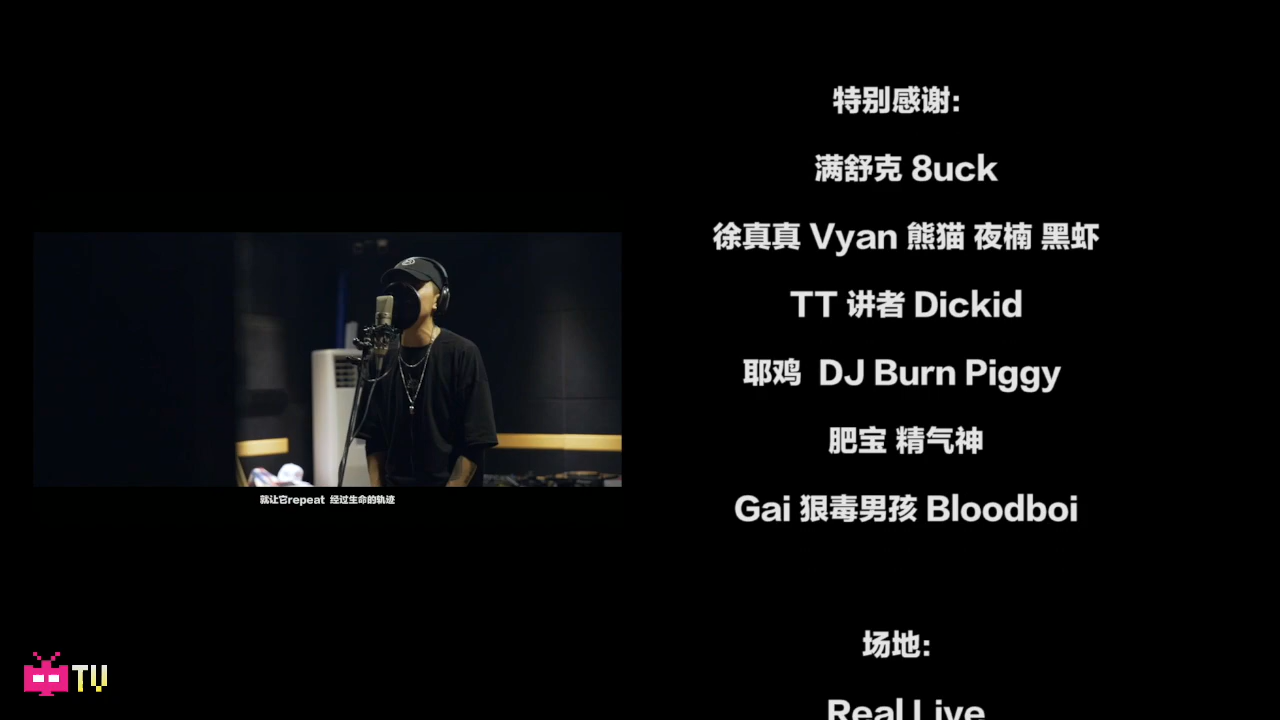 特别感谢:
满舒克 8uck
徐真真 Vyan 熊猫 夜楠 黑虾
TT 讲者 Dickid
耶鸡 DJ Burn Piggy
肥宝 精气神
Gai 狠毒男孩 Bloodboi
场地:
Real Live
就让它repeat 经过生命的轨迹
TV